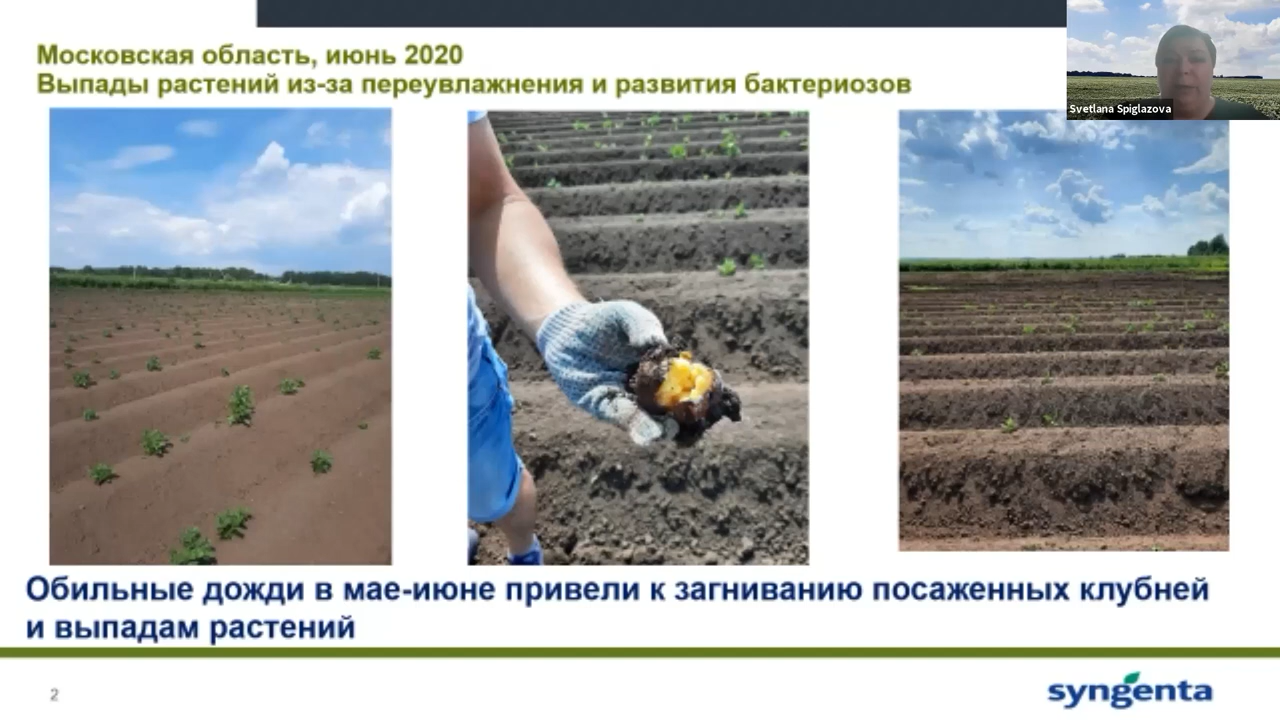 Московская область, июнь 2020
Выпады растений из-за переувлажнения и развития бактериозов
Svetlana Spiglazova
Обильные дожди в мае-июне привели к загниванию посаженных клубней
и выпадам растений
2
syngenta